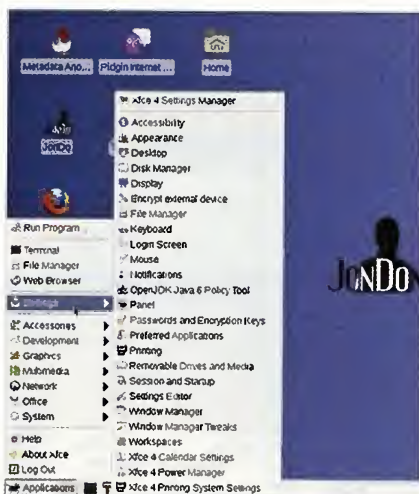 Metadata Ano...
Pidgin Internet ...
Home
JonDo
Run Program...
Terminal
File Manager
Web Browser
Settings
Accessories
Development
Graphics
Multimedia
Network
Office
System
Help
About Xfce
Log Out
Applications
Xfce 4 Settings Manager
Accessibility
Appearance
Desktop
Disk Manager
Display
Encrypt external device
File Manager
Keyboard
Login Screen
Mouse
Notifications
OpenJDK Java 6 Policy Tool
Panel
Passwords and Encryption Keys
Preferred Applications
Printing
Removable Drives and Media
Session and Startup
Settings Editor
Window Manager
Window Manager Tweaks
Workspaces
Xfce 4 Calendar Settings
Xfce 4 Power Manager
Xfce 4 Printing System Settings
JONDO